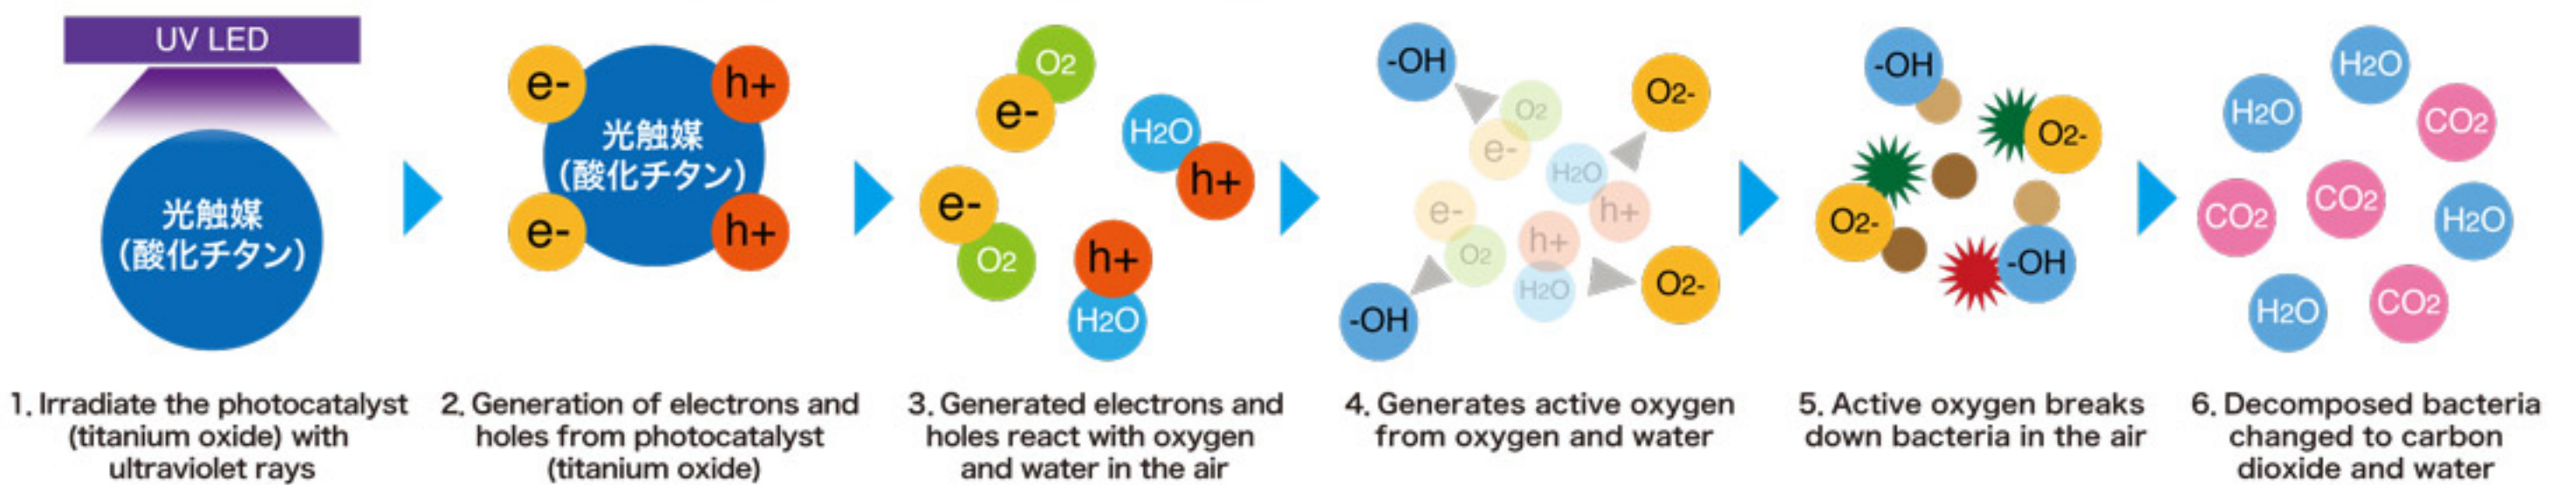 UV LED
光触媒
（酸化チタン）
1. Irradiate the photocatalyst
(titanium oxide) with
ultraviolet rays
e-
h+
光触媒
（酸化チタン）
e-
h+
2. Generation of electrons and
holes from photocatalyst
(titanium oxide)
O2
e-
H2O
h+
e-
O2
h+
H2O
3. Generated electrons and
holes react with oxygen
and water in the air
-OH
O2-
O2
e-
H2O
e-
h+
h+
O2
H2O
O2-
-OH
4. Generates active oxygen
from oxygen and water
-OH
O2-
O2-
-OH
5. Active oxygen breaks
down bacteria in the air
H2O
H2O
CO2
CO2
CO2
H2O
H2O
CO2
6. Decomposed bacteria
changed to carbon
dioxide and water